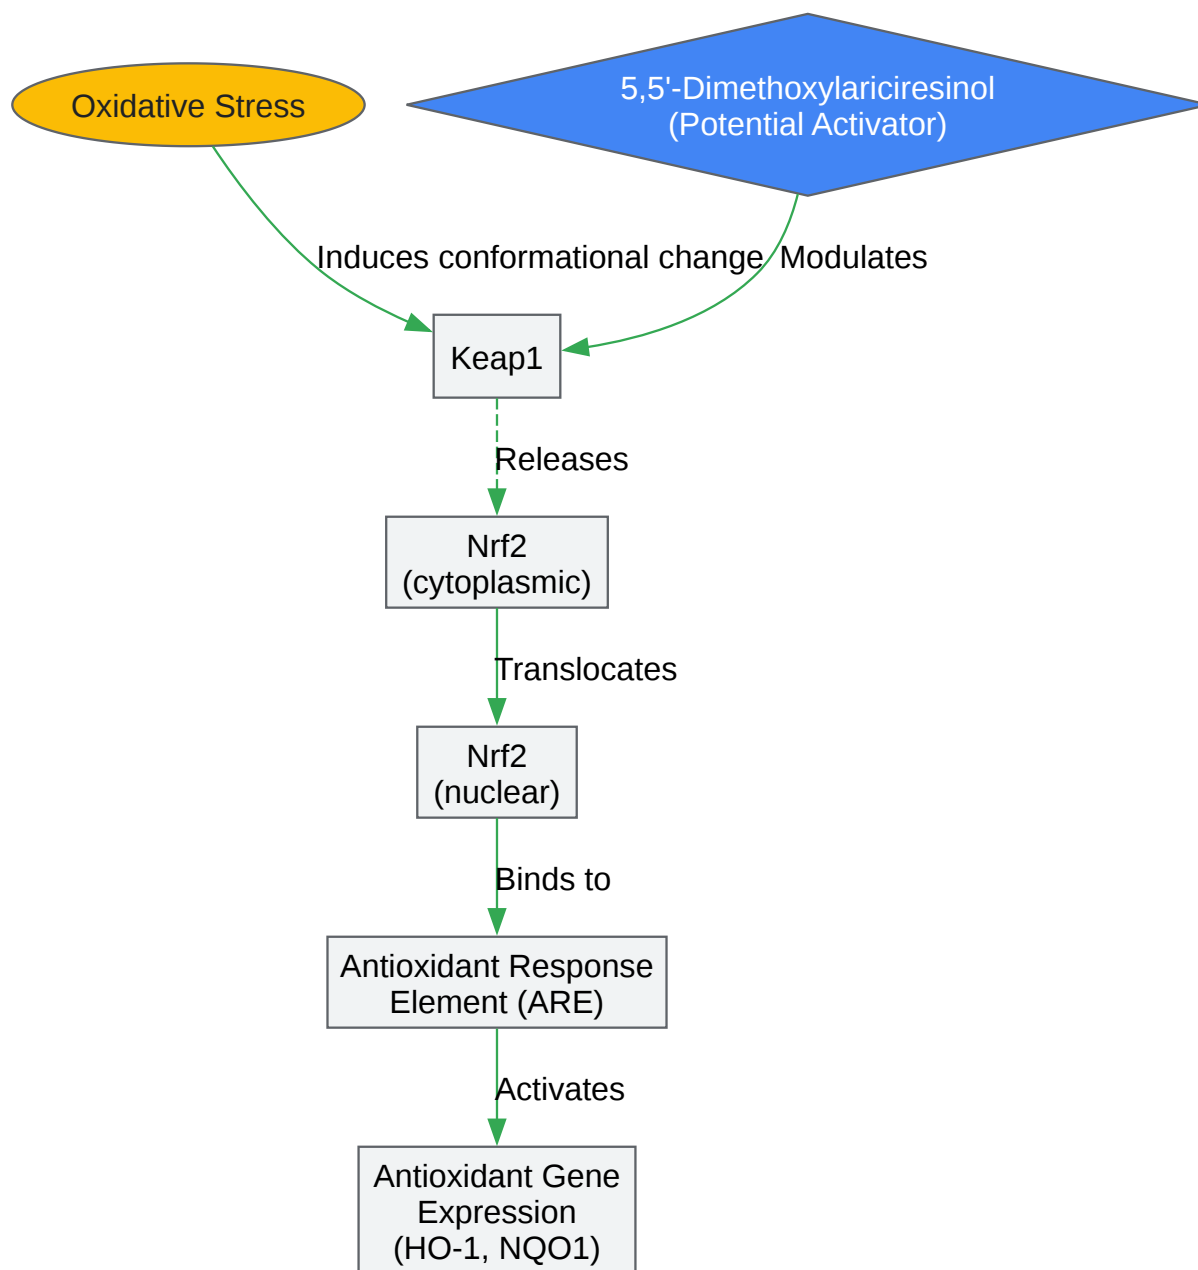 Oxidative Stress
5,5'-Dimethoxylariciresinol
(Potential Activator)
Induces conformational change
Modulates
Keap1
Releases
Nrf2
(cytoplasmic)
Translocates
Nrf2
(nuclear)
Binds to
Antioxidant Response
Element (ARE)
Activates
Antioxidant Gene
Expression
(HO-1, NQO1)